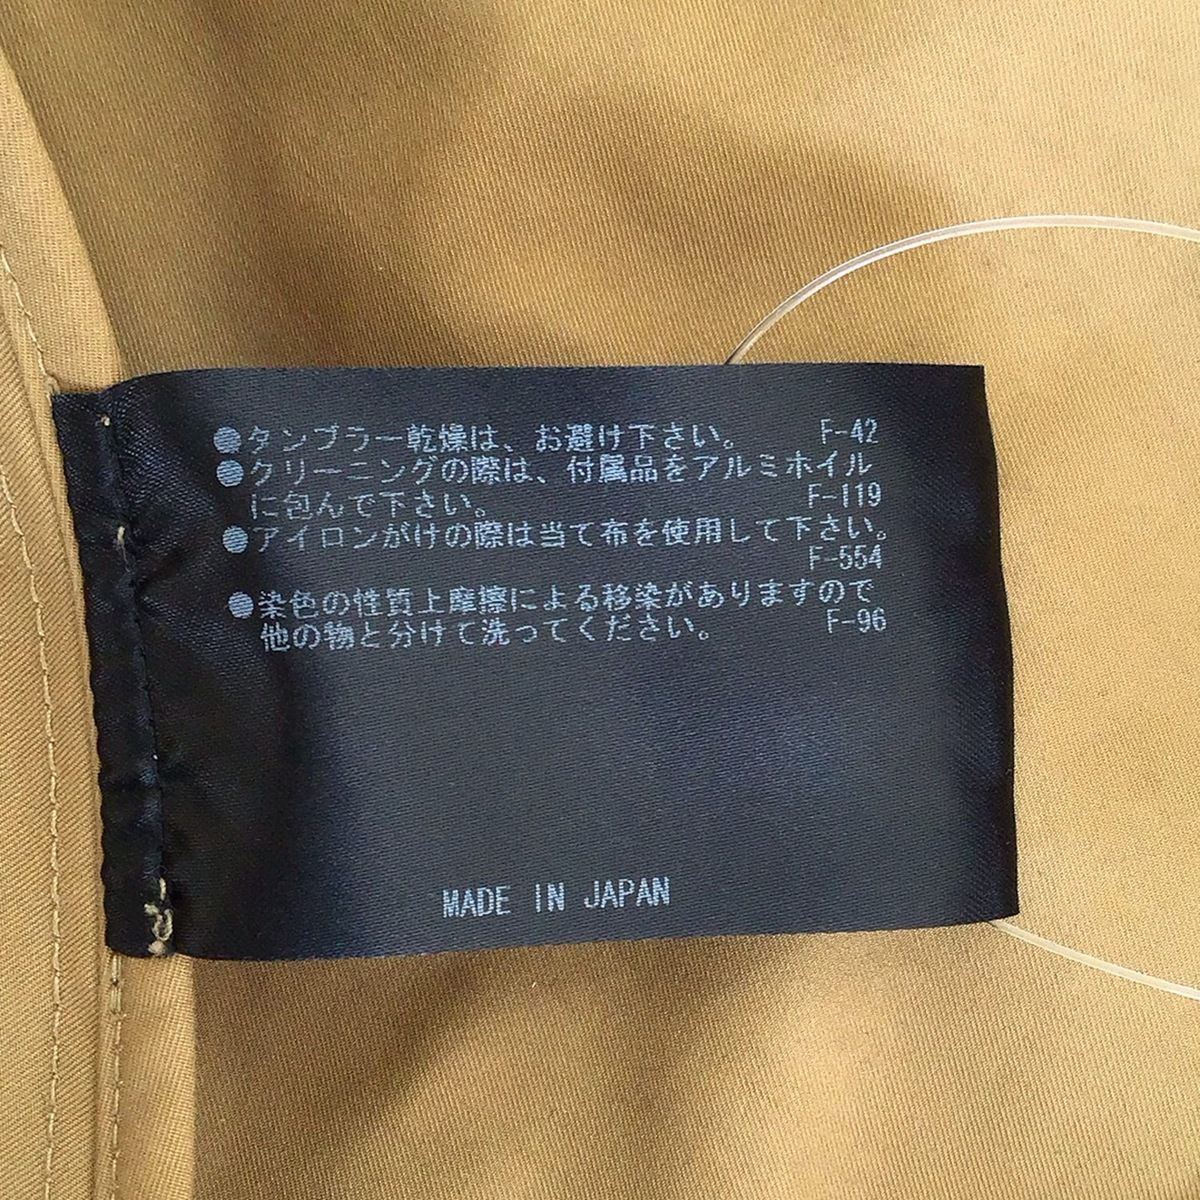 ●タンブラー乾燥は、お避け下さい。 F-42
●クリーニングの際は、付属品をアルミホイル
に包んで下さい。 F-119
●アイロンがけの際は当て布を使用して下さい。
F-554
●染色の性質上摩擦による移染がありますので
他の物と分けて洗ってください。 F-96
MADE IN JAPAN